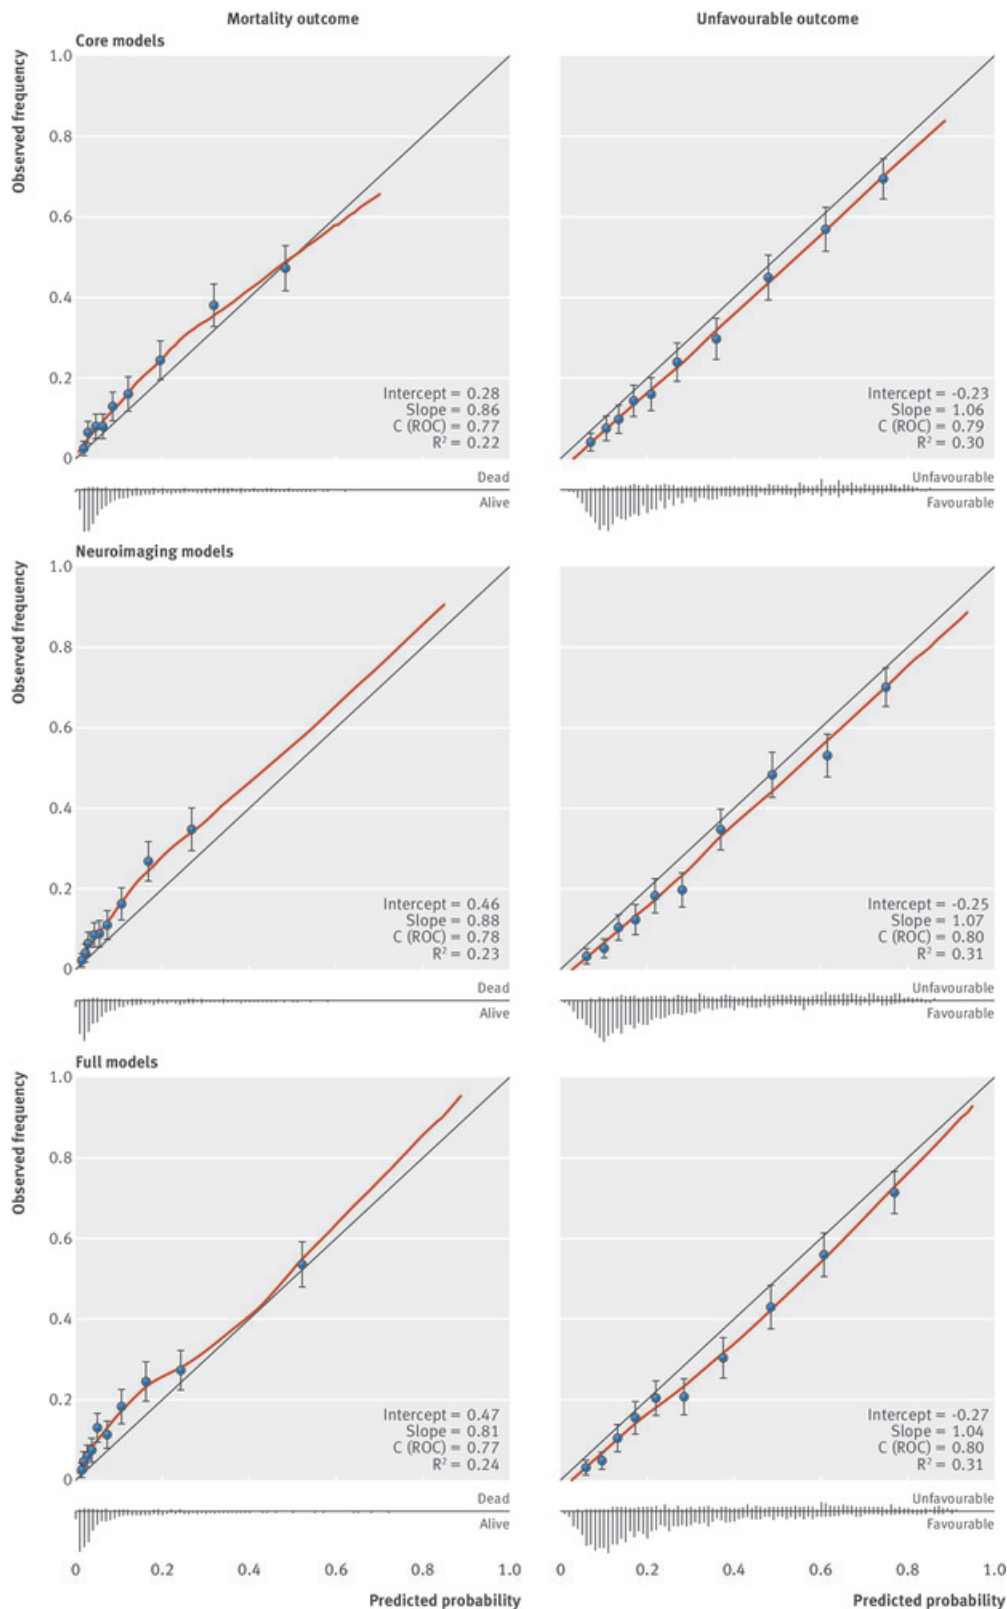 Mortality outcome
Unfavourable outcome
Core models
Observed frequency
1.0
0.8
0.6
0.4
0.2
0
Intercept = 0.28
Slope = 0.86
C (ROC) = 0.77
R² = 0.22
Intercept = -0.23
Slope = 1.06
C (ROC) = 0.79
R² = 0.30
Dead
Alive
Unfavourable
Favourable
Neuroimaging models
Observed frequency
1.0
0.8
0.6
0.4
0.2
0
Intercept = 0.46
Slope = 0.88
C (ROC) = 0.78
R² = 0.23
Intercept = -0.25
Slope = 1.07
C (ROC) = 0.80
R² = 0.31
Dead
Alive
Unfavourable
Favourable
Full models
Observed frequency
1.0
0.8
0.6
0.4
0.2
0
Intercept = 0.47
Slope = 0.81
C (ROC) = 0.77
R² = 0.24
Intercept = -0.27
Slope = 1.04
C (ROC) = 0.80
R² = 0.31
Dead
Alive
Unfavourable
Favourable
0 0.2 0.4 0.6 0.8 1.0
0 0.2 0.4 0.6 0.8 1.0
Predicted probability
Predicted probability